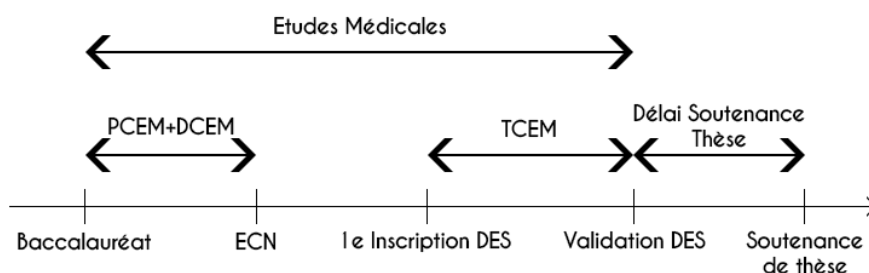 Etudes Médicales
PCEM+DCEM
TCEM
Délai Soutenance
Thèse
Baccalauréat
ECN
1e Inscription DES
Validation DES
Soutenance
de thèse